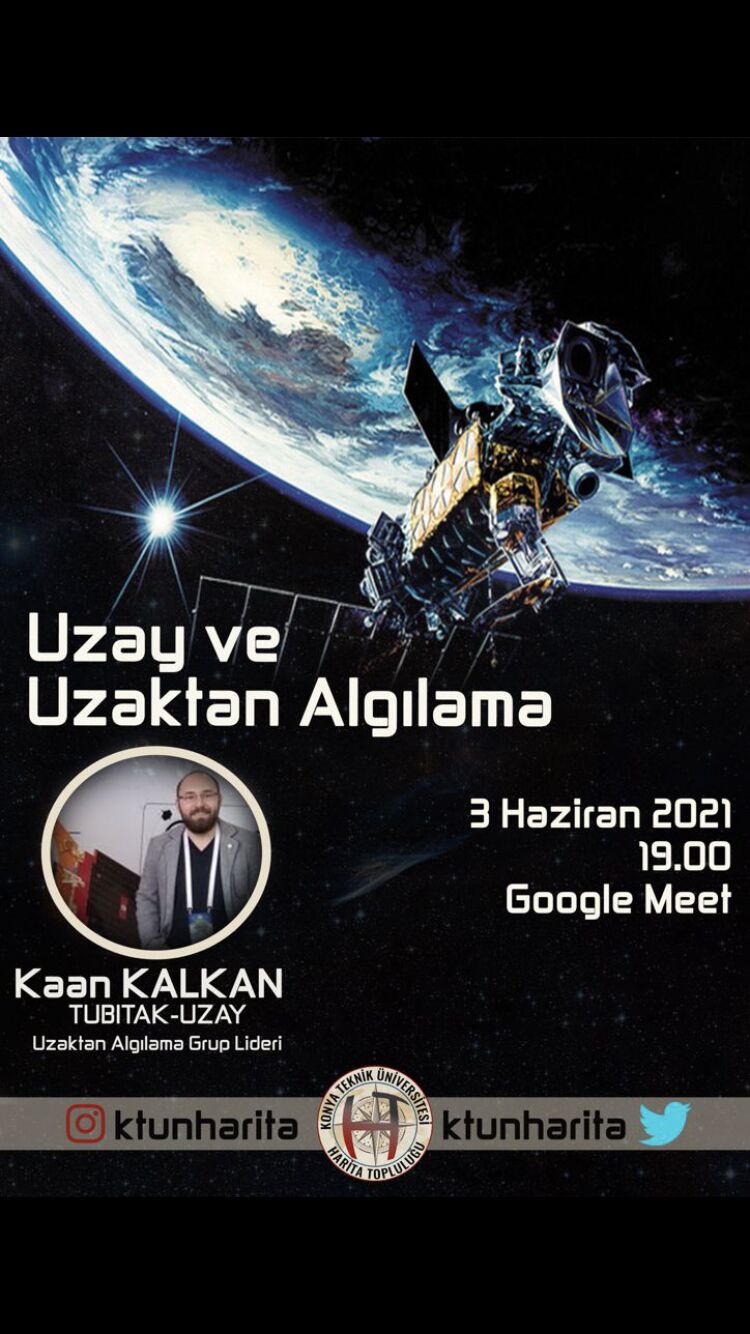 Uzay ve
Uzaktan Algılama
3 Haziran 2021
19.00
Google Meet
Kaan KALKAN
TUBITAK-UZAY
Uzaktan Algılama Grup Lideri
ktunharita
KONYA TEKNİK ÜNİVERSİTESİ
HT
HARİTA TOPLULUĞU
ktunharita